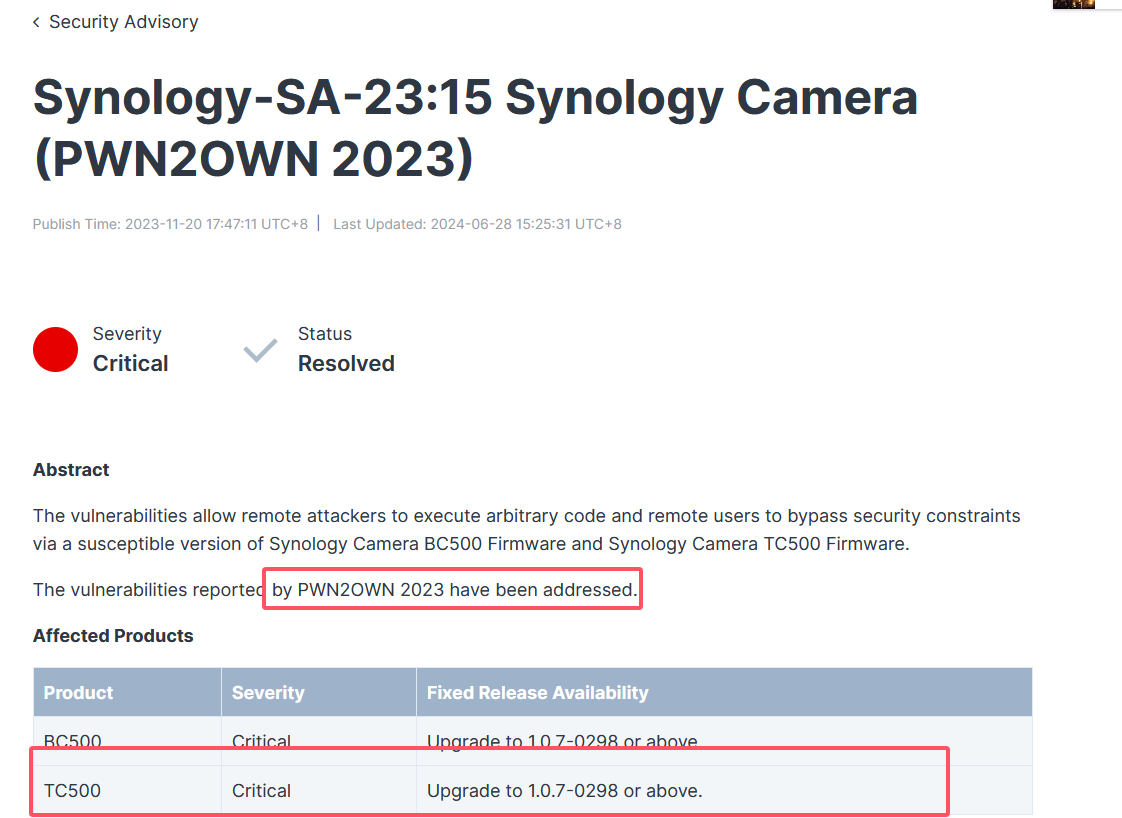 ‹ Security Advisory
Synology-SA-23:15 Synology Camera
(PWN2OWN 2023)
Publish Time: 2023-11-20 17:47:11 UTC+8 | Last Updated: 2024-06-28 15:25:31 UTC+8
Severity
Critical
Status
Resolved
Abstract
The vulnerabilities allow remote attackers to execute arbitrary code and remote users to bypass security constraints
via a susceptible version of Synology Camera BC500 Firmware and Synology Camera TC500 Firmware.
The vulnerabilities reported by PWN2OWN 2023 have been addressed.
Affected Products
Product Severity Fixed Release Availability
BC500 Critical Upgrade to 1.0.7-0298 or above.
TC500 Critical Upgrade to 1.0.7-0298 or above.